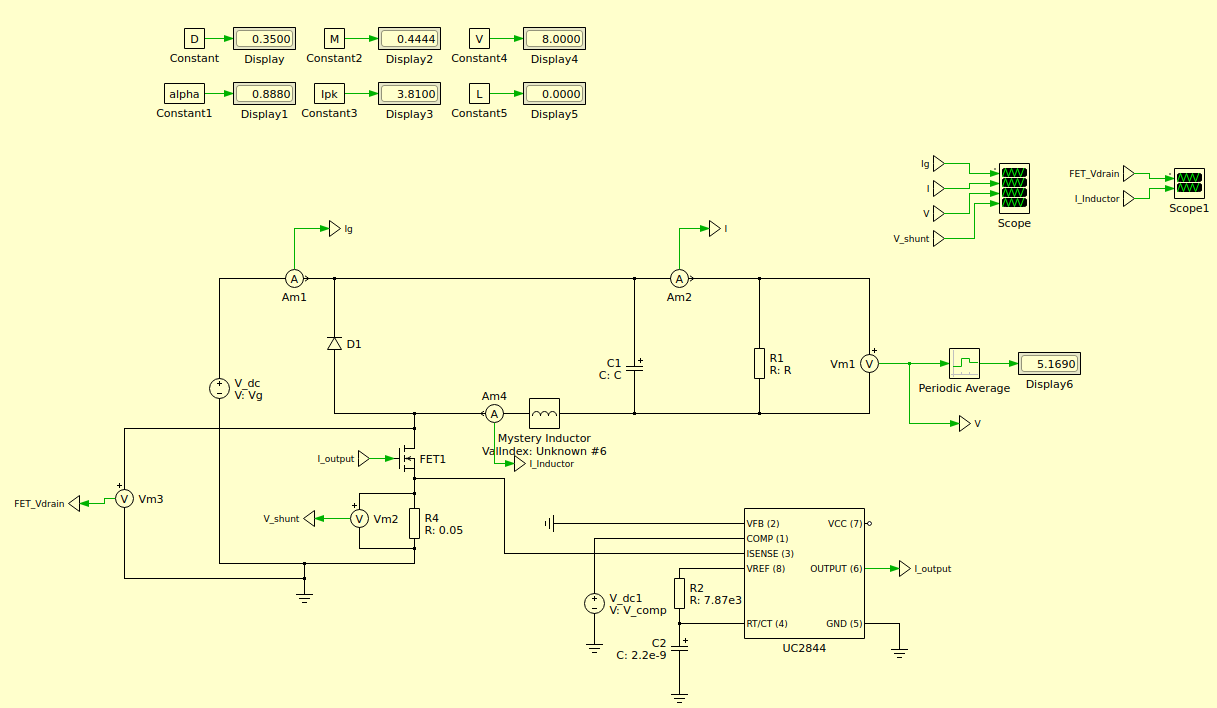 D 0.3500 M 0.4444 V 8.0000
Constant Display Constant2 Display2 Constant4 Display4
alpha 0.8880 Ipk 3.8100 L 0.0000
Constant1 Display1 Constant3 Display3 Constant5 Display5
Ig
I
V
V_shunt
Scope
FET_Vdrain
I_Inductor
Scope1
Ig
A
Am1
I
A
Am2
D1
V_dc
V: Vg
C1
C: C
R1
R: R
Vm1
V
Periodic Average
5.1690
Display6
V
Am4
A
Mystery Inductor
ValIndex: Unknown #6
I_Inductor
I_output
FET1
FET_Vdrain
V
Vm3
V_shunt
V
Vm2
R4
R: 0.05
VFB (2) VCC (7)
COMP (1)
ISENSE (3)
VREF (8) OUTPUT (6)
I_output
RT/CT (4) GND (5)
UC2844
R2
R: 7.87e3
V_dc1
V: V_comp
C2
C: 2.2e-9